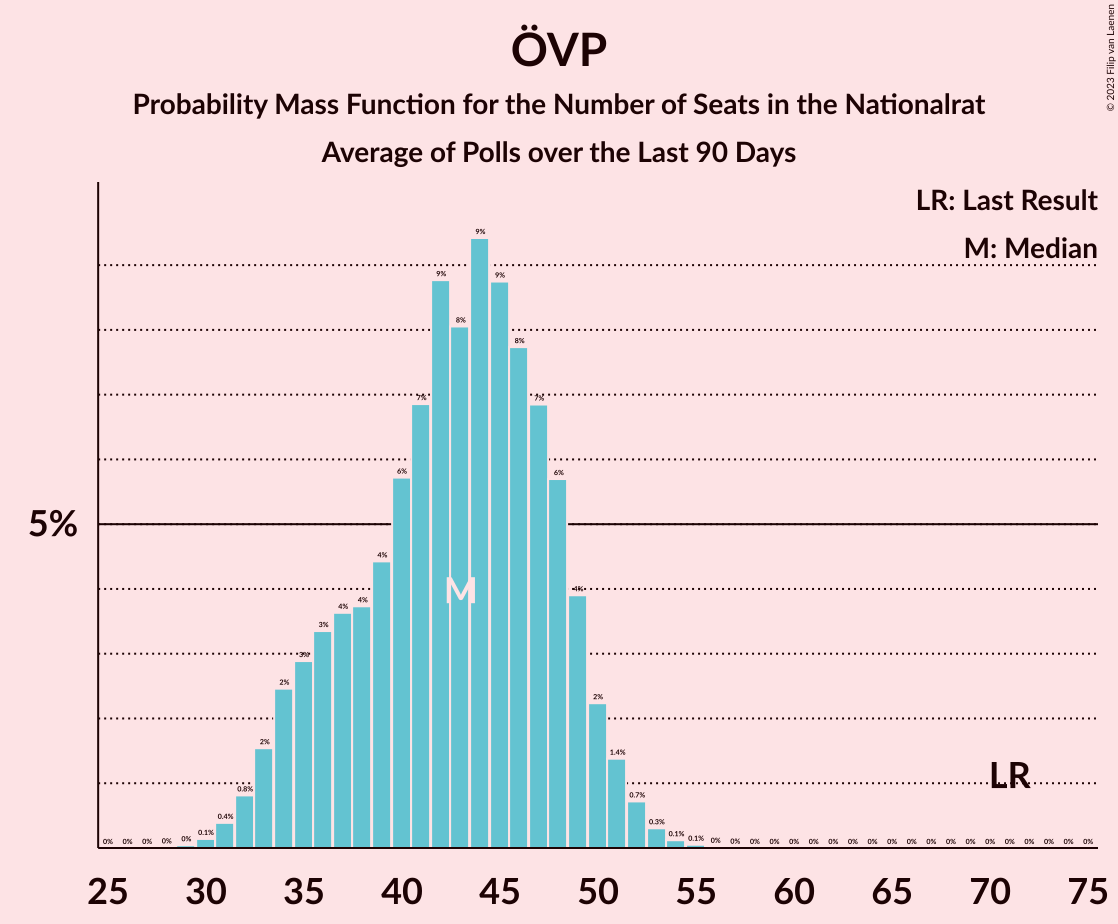 ÖVP
Probability Mass Function for the Number of Seats in the Nationalrat
Average of Polls over the Last 90 Days
© 2023 Filip van Laenen
LR: Last Result
M: Median
5%
0% 0% 0% 0% 0% 0.1% 0.4% 0.8% 2% 2% 3% 3% 4% 4% 4% 6% 7% 9% 8% 9% 9% 8% 7% 6% 4% 2% 1.4% 0.7% 0.3% 0.1% 0.1% 0% 0% 0% 0% 0% 0% 0% 0% 0% 0% 0% 0% 0% 0% 0% 0% 0% 0% 0% 0%
M
LR
25 30 35 40 45 50 55 60 65 70 75